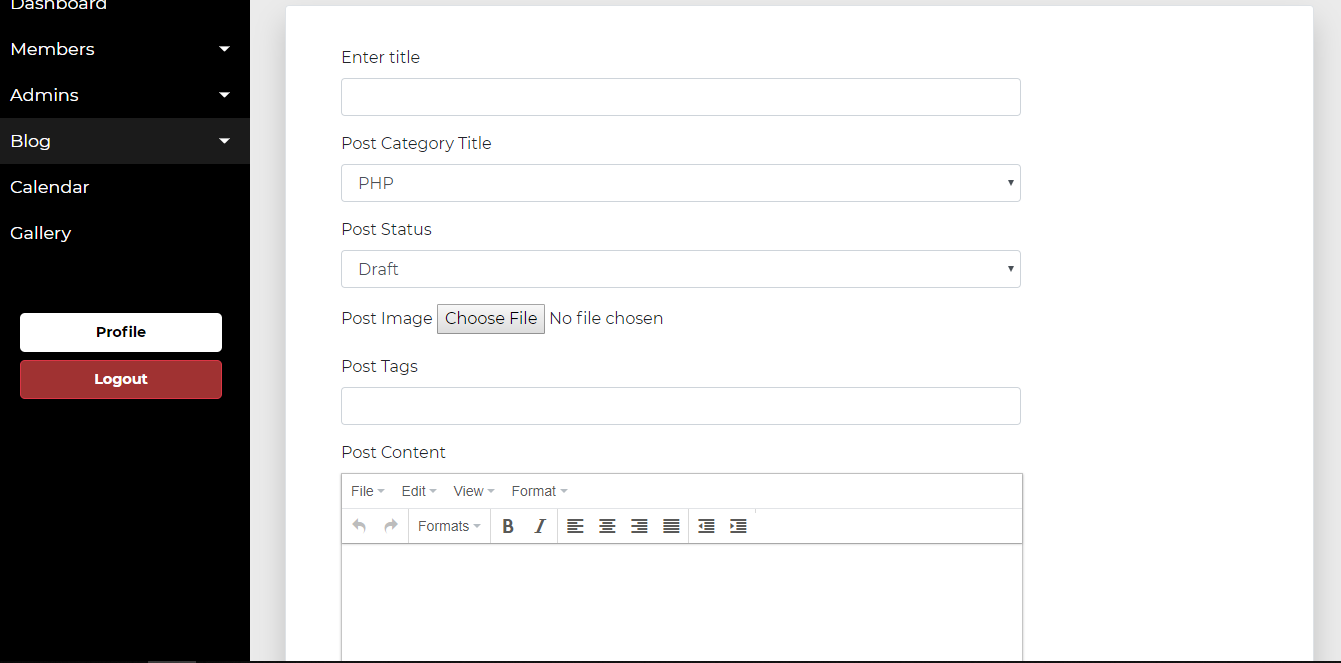 Dashboard
Members
Admins
Blog
Calendar
Gallery
Profile
Logout
Enter title
Post Category Title
PHP
Post Status
Draft
Post Image Choose File No file chosen
Post Tags
Post Content
File Edit View Format
Formats B I